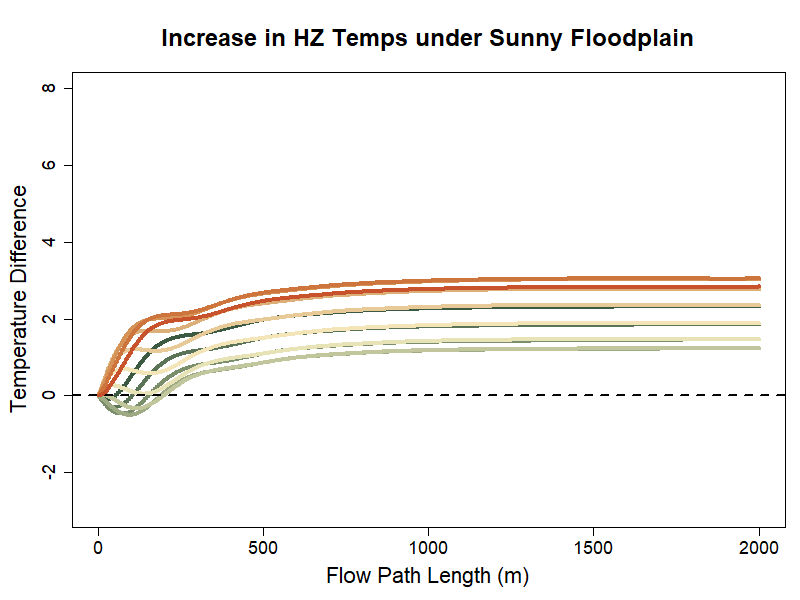 Increase in HZ Temps under Sunny Floodplain
Temperature Difference
8
6
4
2
0
-2
0 500 1000 1500 2000
Flow Path Length (m)